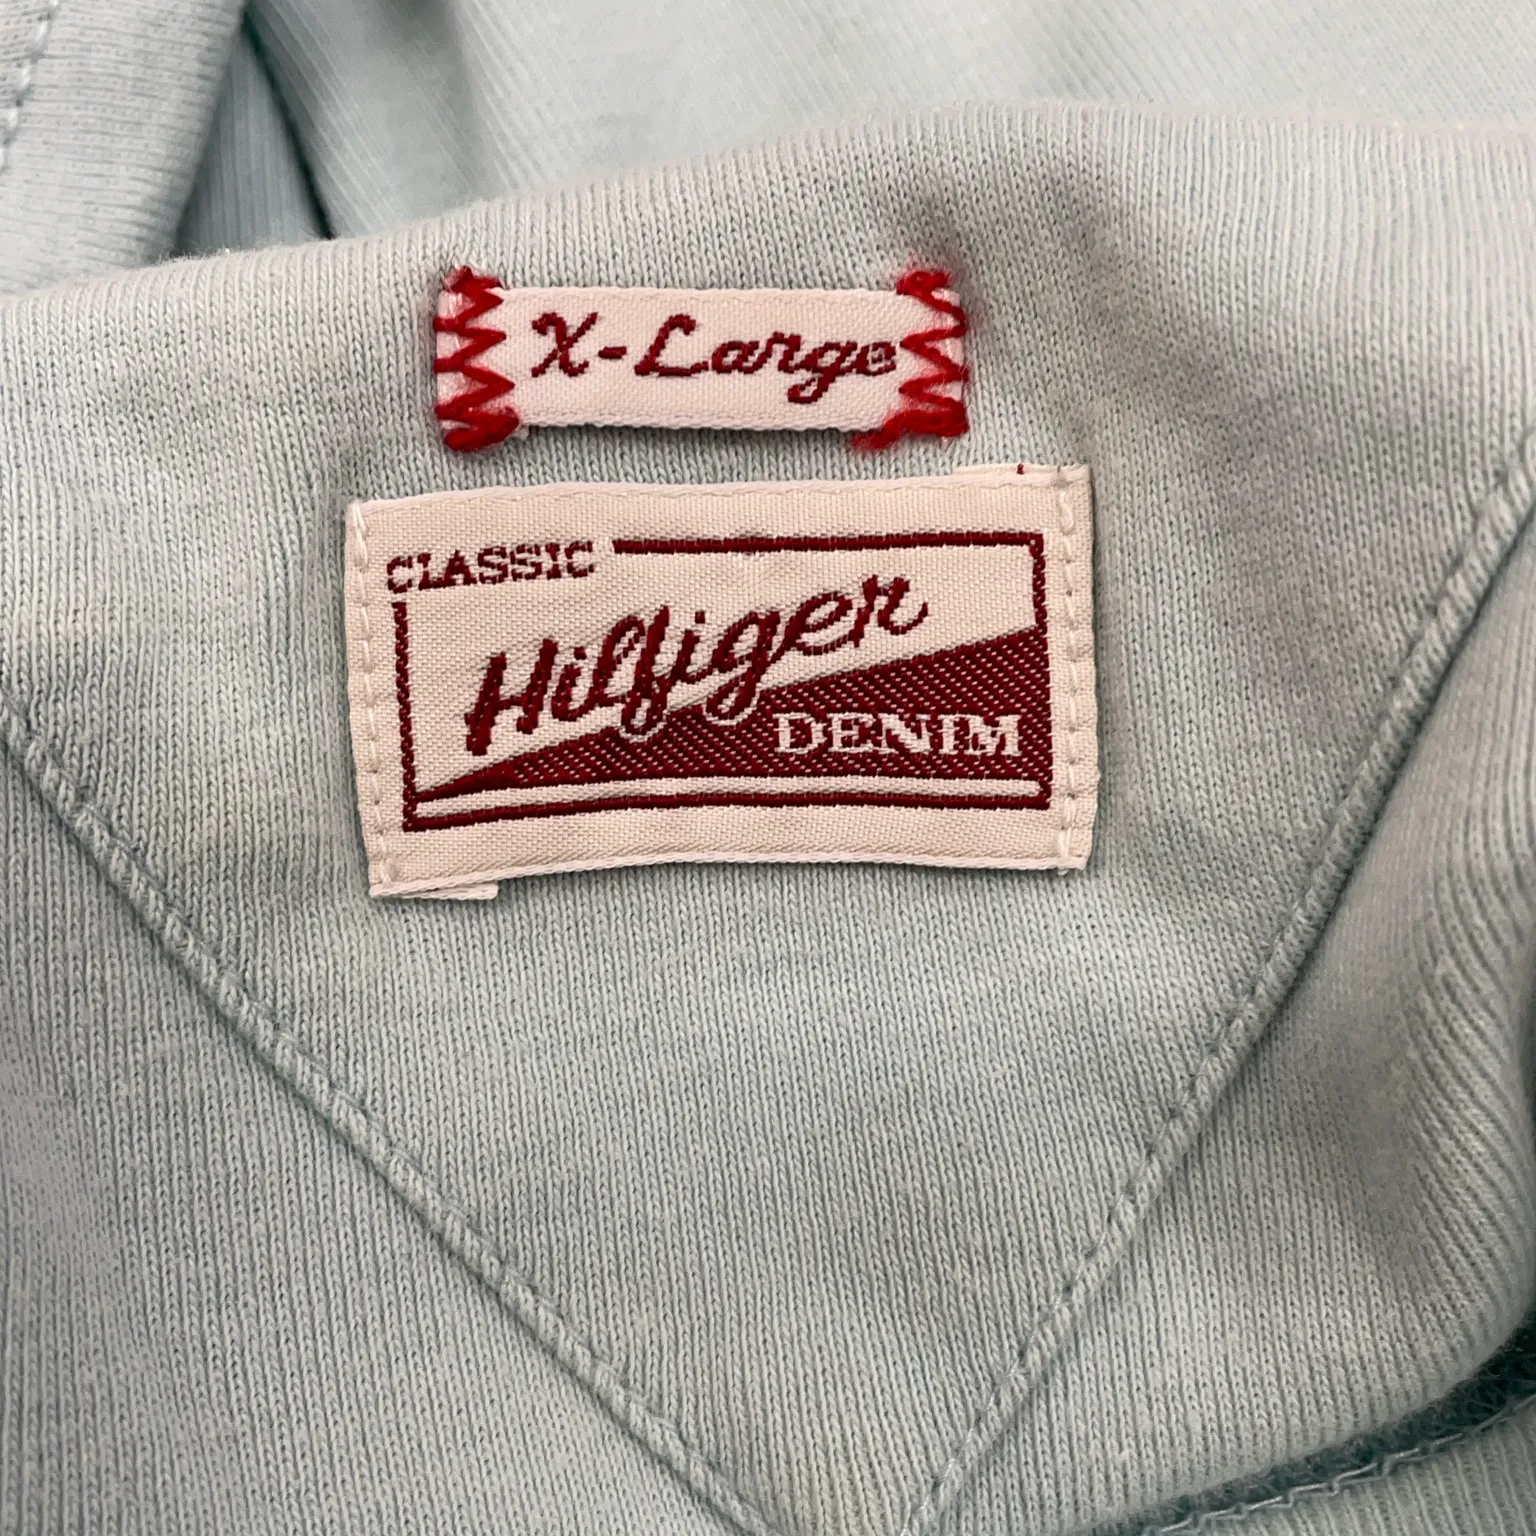 X-Large
CLASSIC
Hilfiger
DENIM